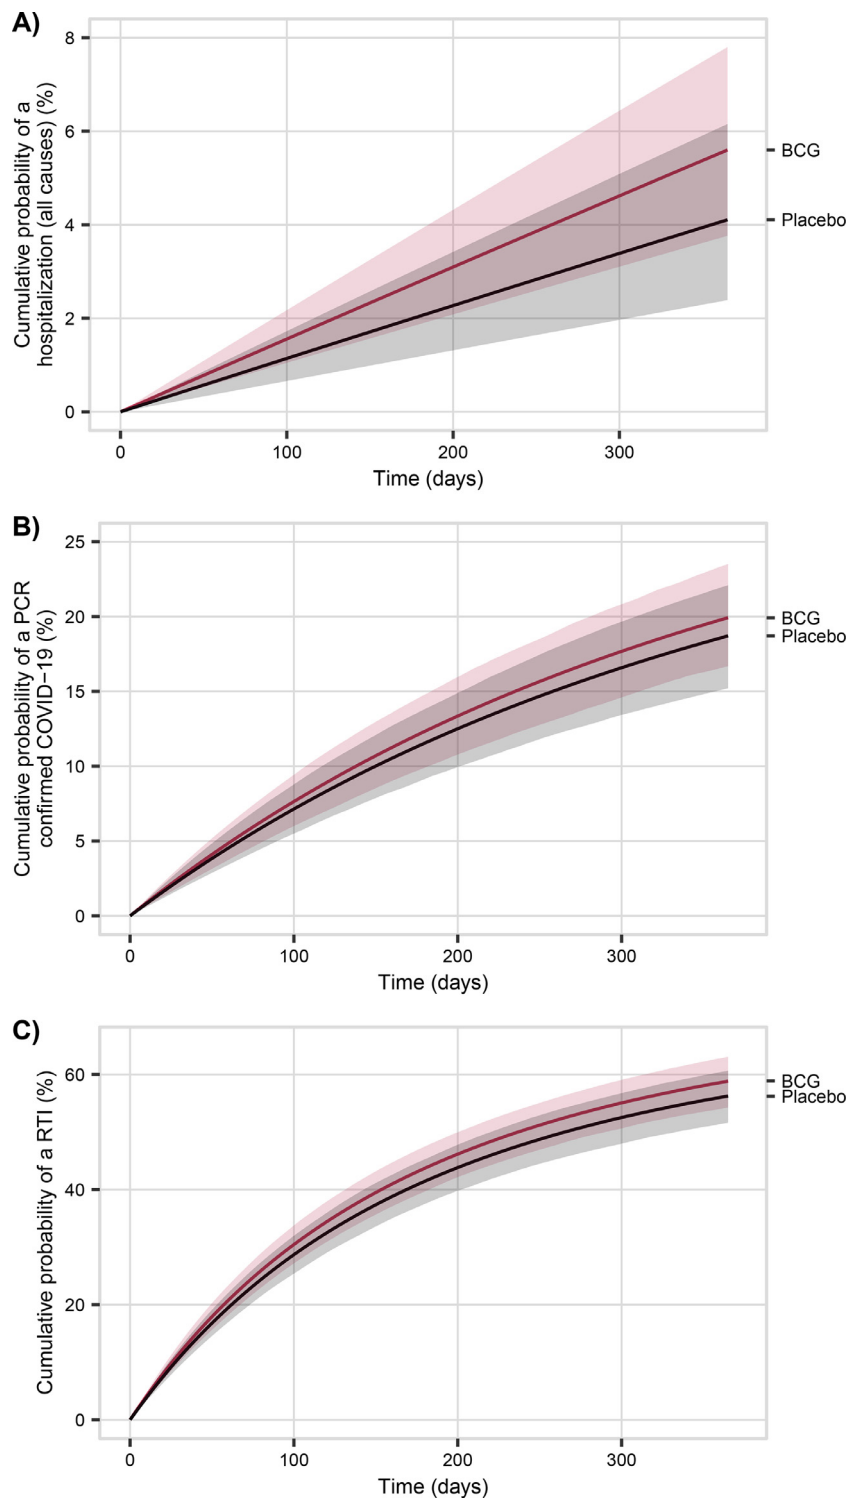 A)
Cumulative probability of a
hospitalization (all causes) (%)
8
6
4
2
0
BCG
Placebo
0 100 200 300
Time (days)
B)
Cumulative probability of a PCR
confirmed COVID−19 (%)
25
20
15
10
5
0
BCG
Placebo
0 100 200 300
Time (days)
C)
Cumulative probability of a RTI (%)
60
40
20
0
BCG
Placebo
0 100 200 300
Time (days)